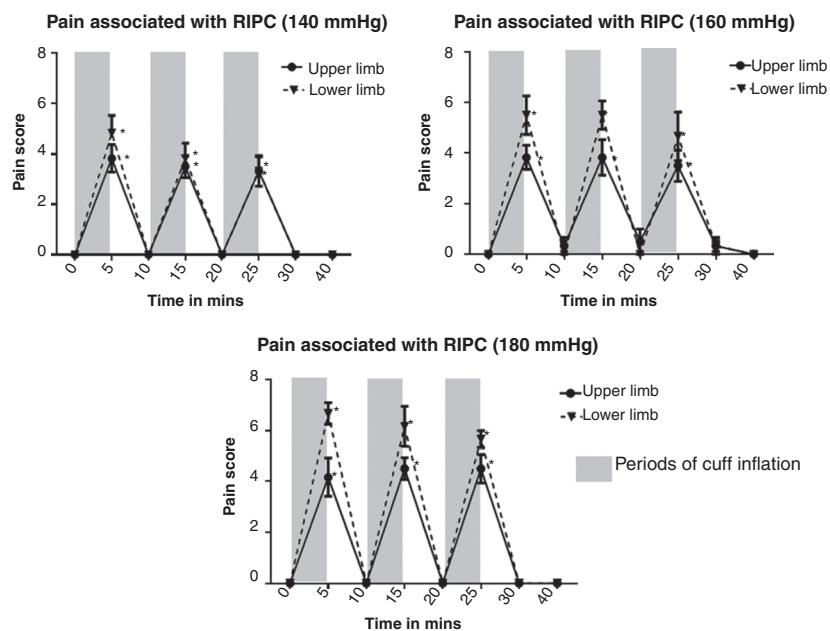 Pain associated with RIPC (140 mmHg)
8
6
4
2
0
Pain score
0 5 10 15 20 25 30 40
Time in mins
Upper limb
Lower limb
* * * * * *
Pain associated with RIPC (160 mmHg)
8
6
4
2
0
Pain score
0 5 10 15 20 25 30 40
Time in mins
Upper limb
Lower limb
* * * * * *
Pain associated with RIPC (180 mmHg)
8
6
4
2
0
Pain score
0 5 10 15 20 25 30 40
Time in mins
Upper limb
Lower limb
Periods of cuff inflation
* * * * * *